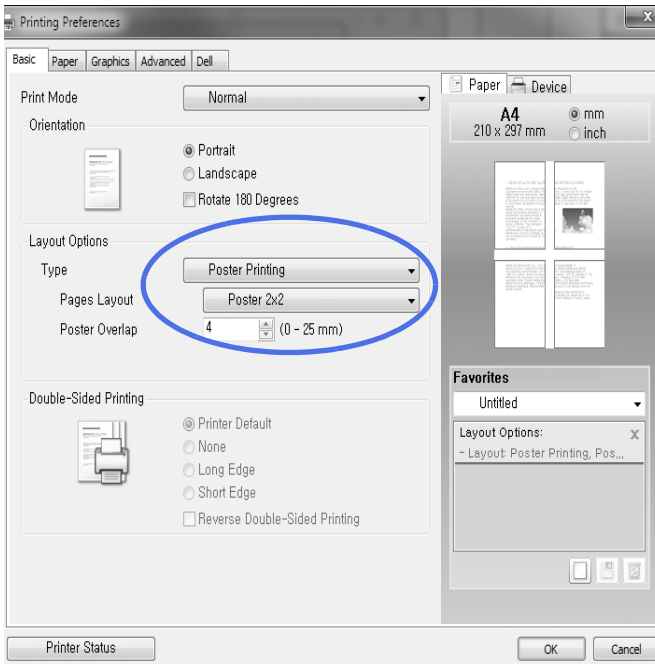 Printing Preferences
x
Basic Paper Graphics Advanced Dell
Print Mode Normal
Orientation
Portrait
Landscape
Rotate 180 Degrees
Layout Options
Type Poster Printing
Pages Layout Poster 2x2
Poster Overlap 4 (0 - 25 mm)
Double-Sided Printing
Printer Default
None
Long Edge
Short Edge
Reverse Double-Sided Printing
Paper Device
A4
210 x 297 mm
mm
inch
Favorites
Untitled
Layout Options: x
- Layout: Poster Printing, Pos...
Printer Status OK Cancel